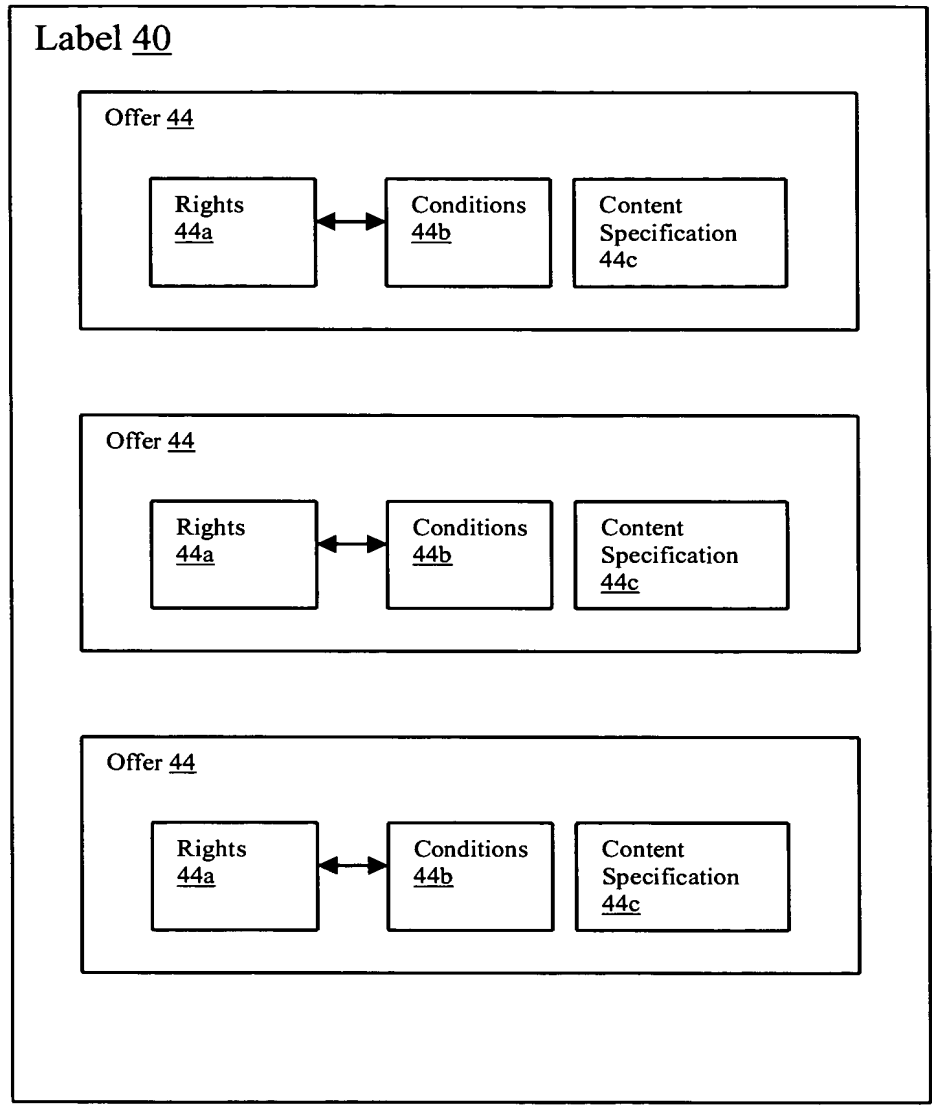 Label 40
Offer 44
Rights
44a
Conditions
44b
Content
Specification
44c
Offer 44
Rights
44a
Conditions
44b
Content
Specification
44c
Offer 44
Rights
44a
Conditions
44b
Content
Specification
44c